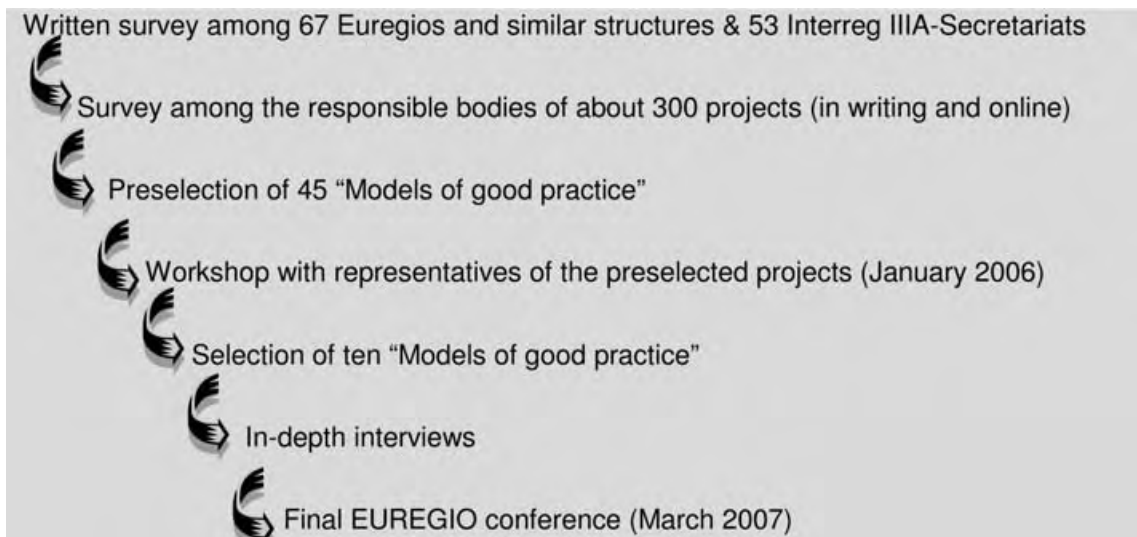 Written survey among 67 Euregios and similar structures & 53 Interreg IIIA-Secretariats
Survey among the responsible bodies of about 300 projects (in writing and online)
Preselection of 45 “Models of good practice”
Workshop with representatives of the preselected projects (January 2006)
Selection of ten “Models of good practice”
In-depth interviews
Final EUREGIO conference (March 2007)